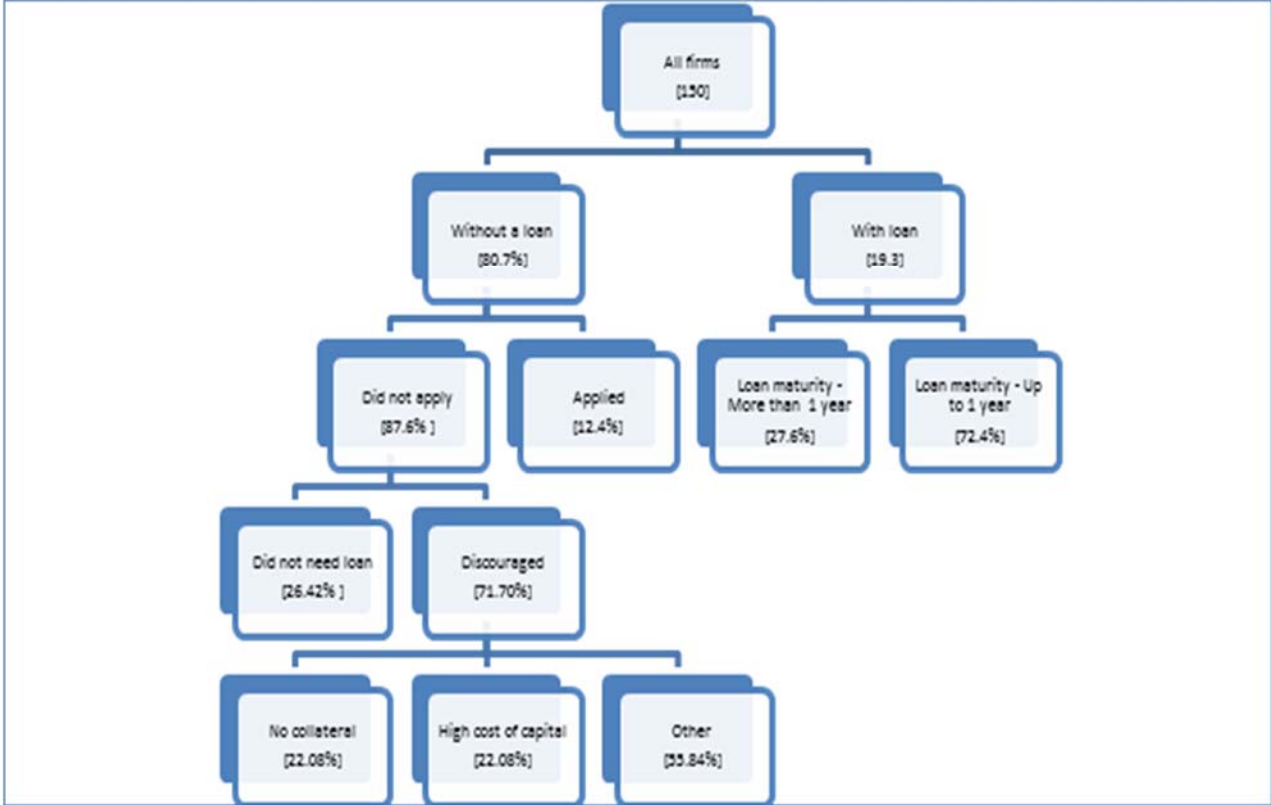 All firms
[150]
Without a loan
[80.7%]
With loan
[19.3]
Did not apply
[87.6% ]
Applied
[12.4%]
Loan maturity -
More than 1 year
[27.6%]
Loan maturity - Up
to 1 year
[72.4%]
Did not need loan
[26.42% ]
Discouraged
[71.70%]
No collateral
[22.08%]
High cost of capital
[22.08%]
Other
[55.84%]